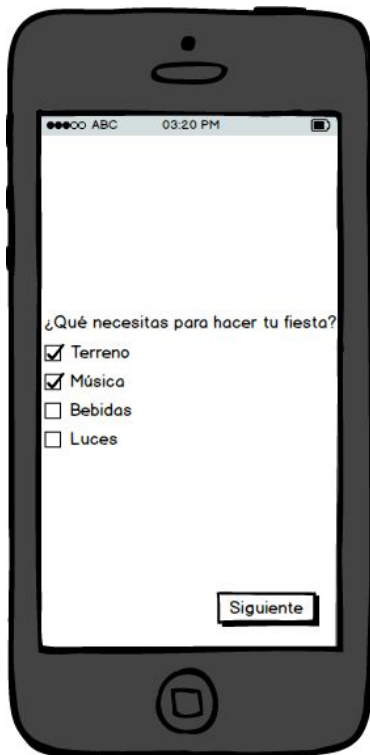 ABC 03:20 PM
¿Qué necesitas para hacer tu fiesta?
Terreno
Música
Bebidas
Luces
Siguiente